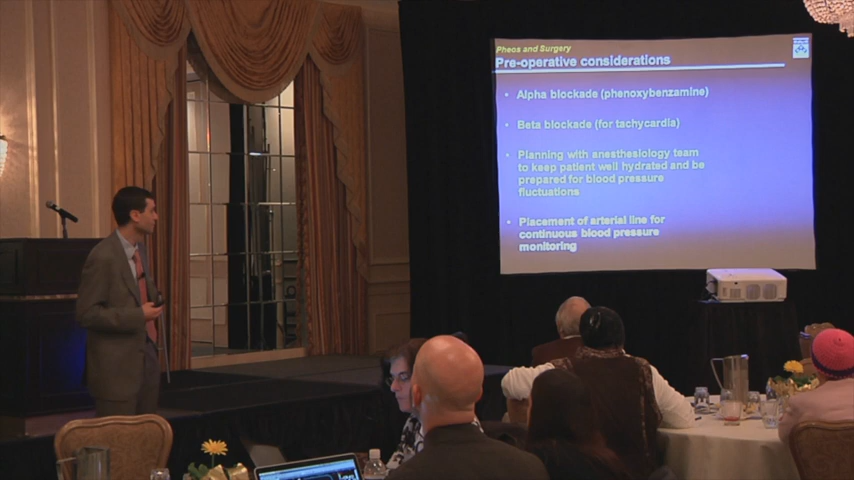 Pheos and Surgery
Pre-operative considerations
• Alpha blockade (phenoxybenzamine)
• Beta blockade (for tachycardia)
• Planning with anesthesiology team
to keep patient well hydrated and be
prepared for blood pressure
fluctuations
• Placement of arterial line for
continuous blood pressure
monitoring